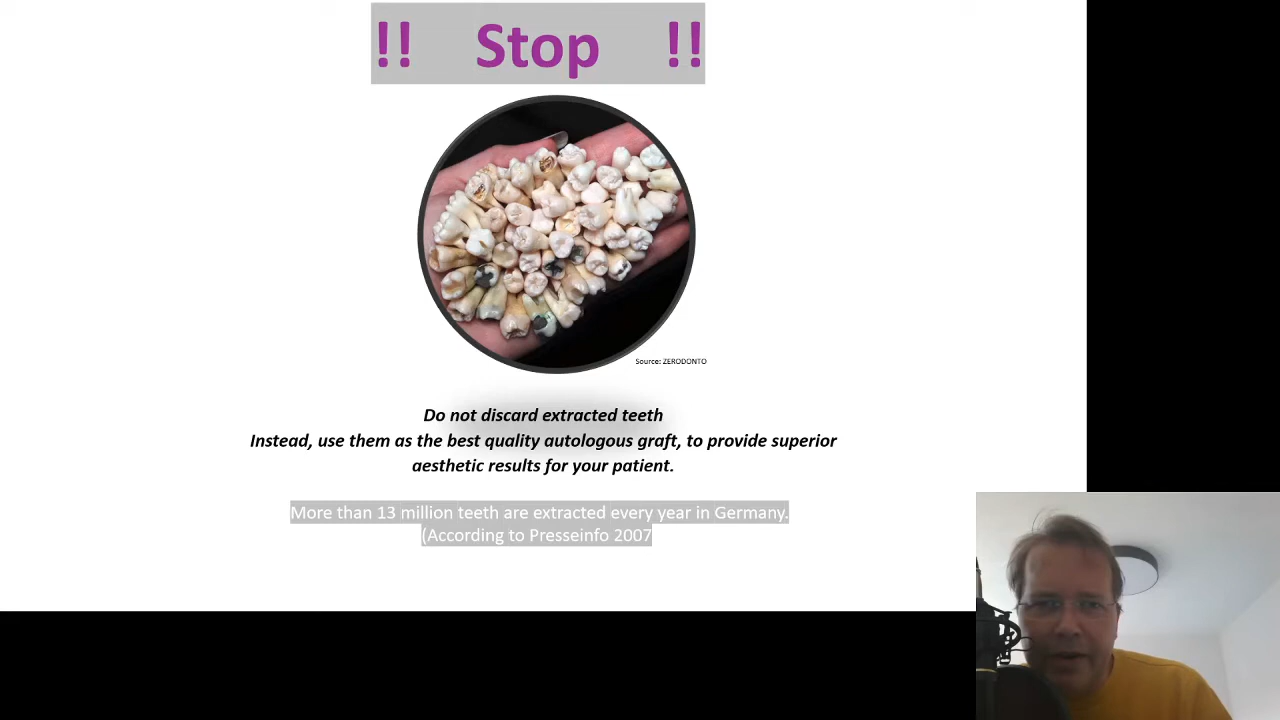 !! Stop !!
Source: ZERODONTO
Do not discard extracted teeth
Instead, use them as the best quality autologous graft, to provide superior
aesthetic results for your patient.
More than 13 million teeth are extracted every year in Germany.
(According to Presseinfo 2007